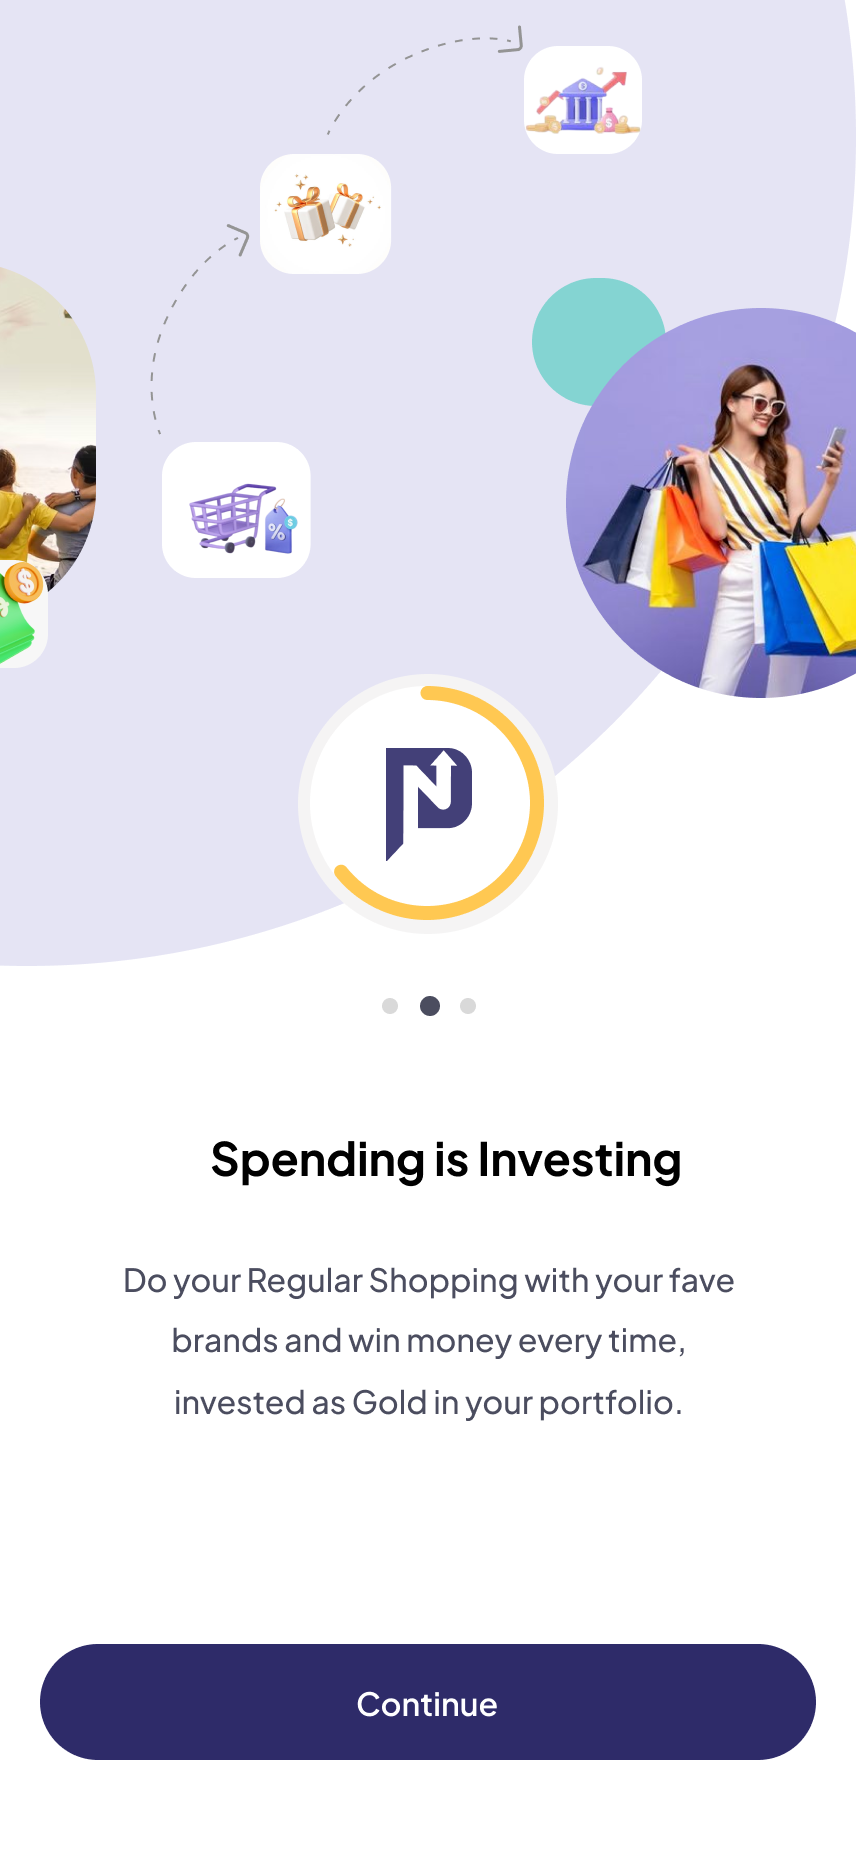 Spending is Investing
Do your Regular Shopping with your fave
brands and win money every time,
invested as Gold in your portfolio.
Continue